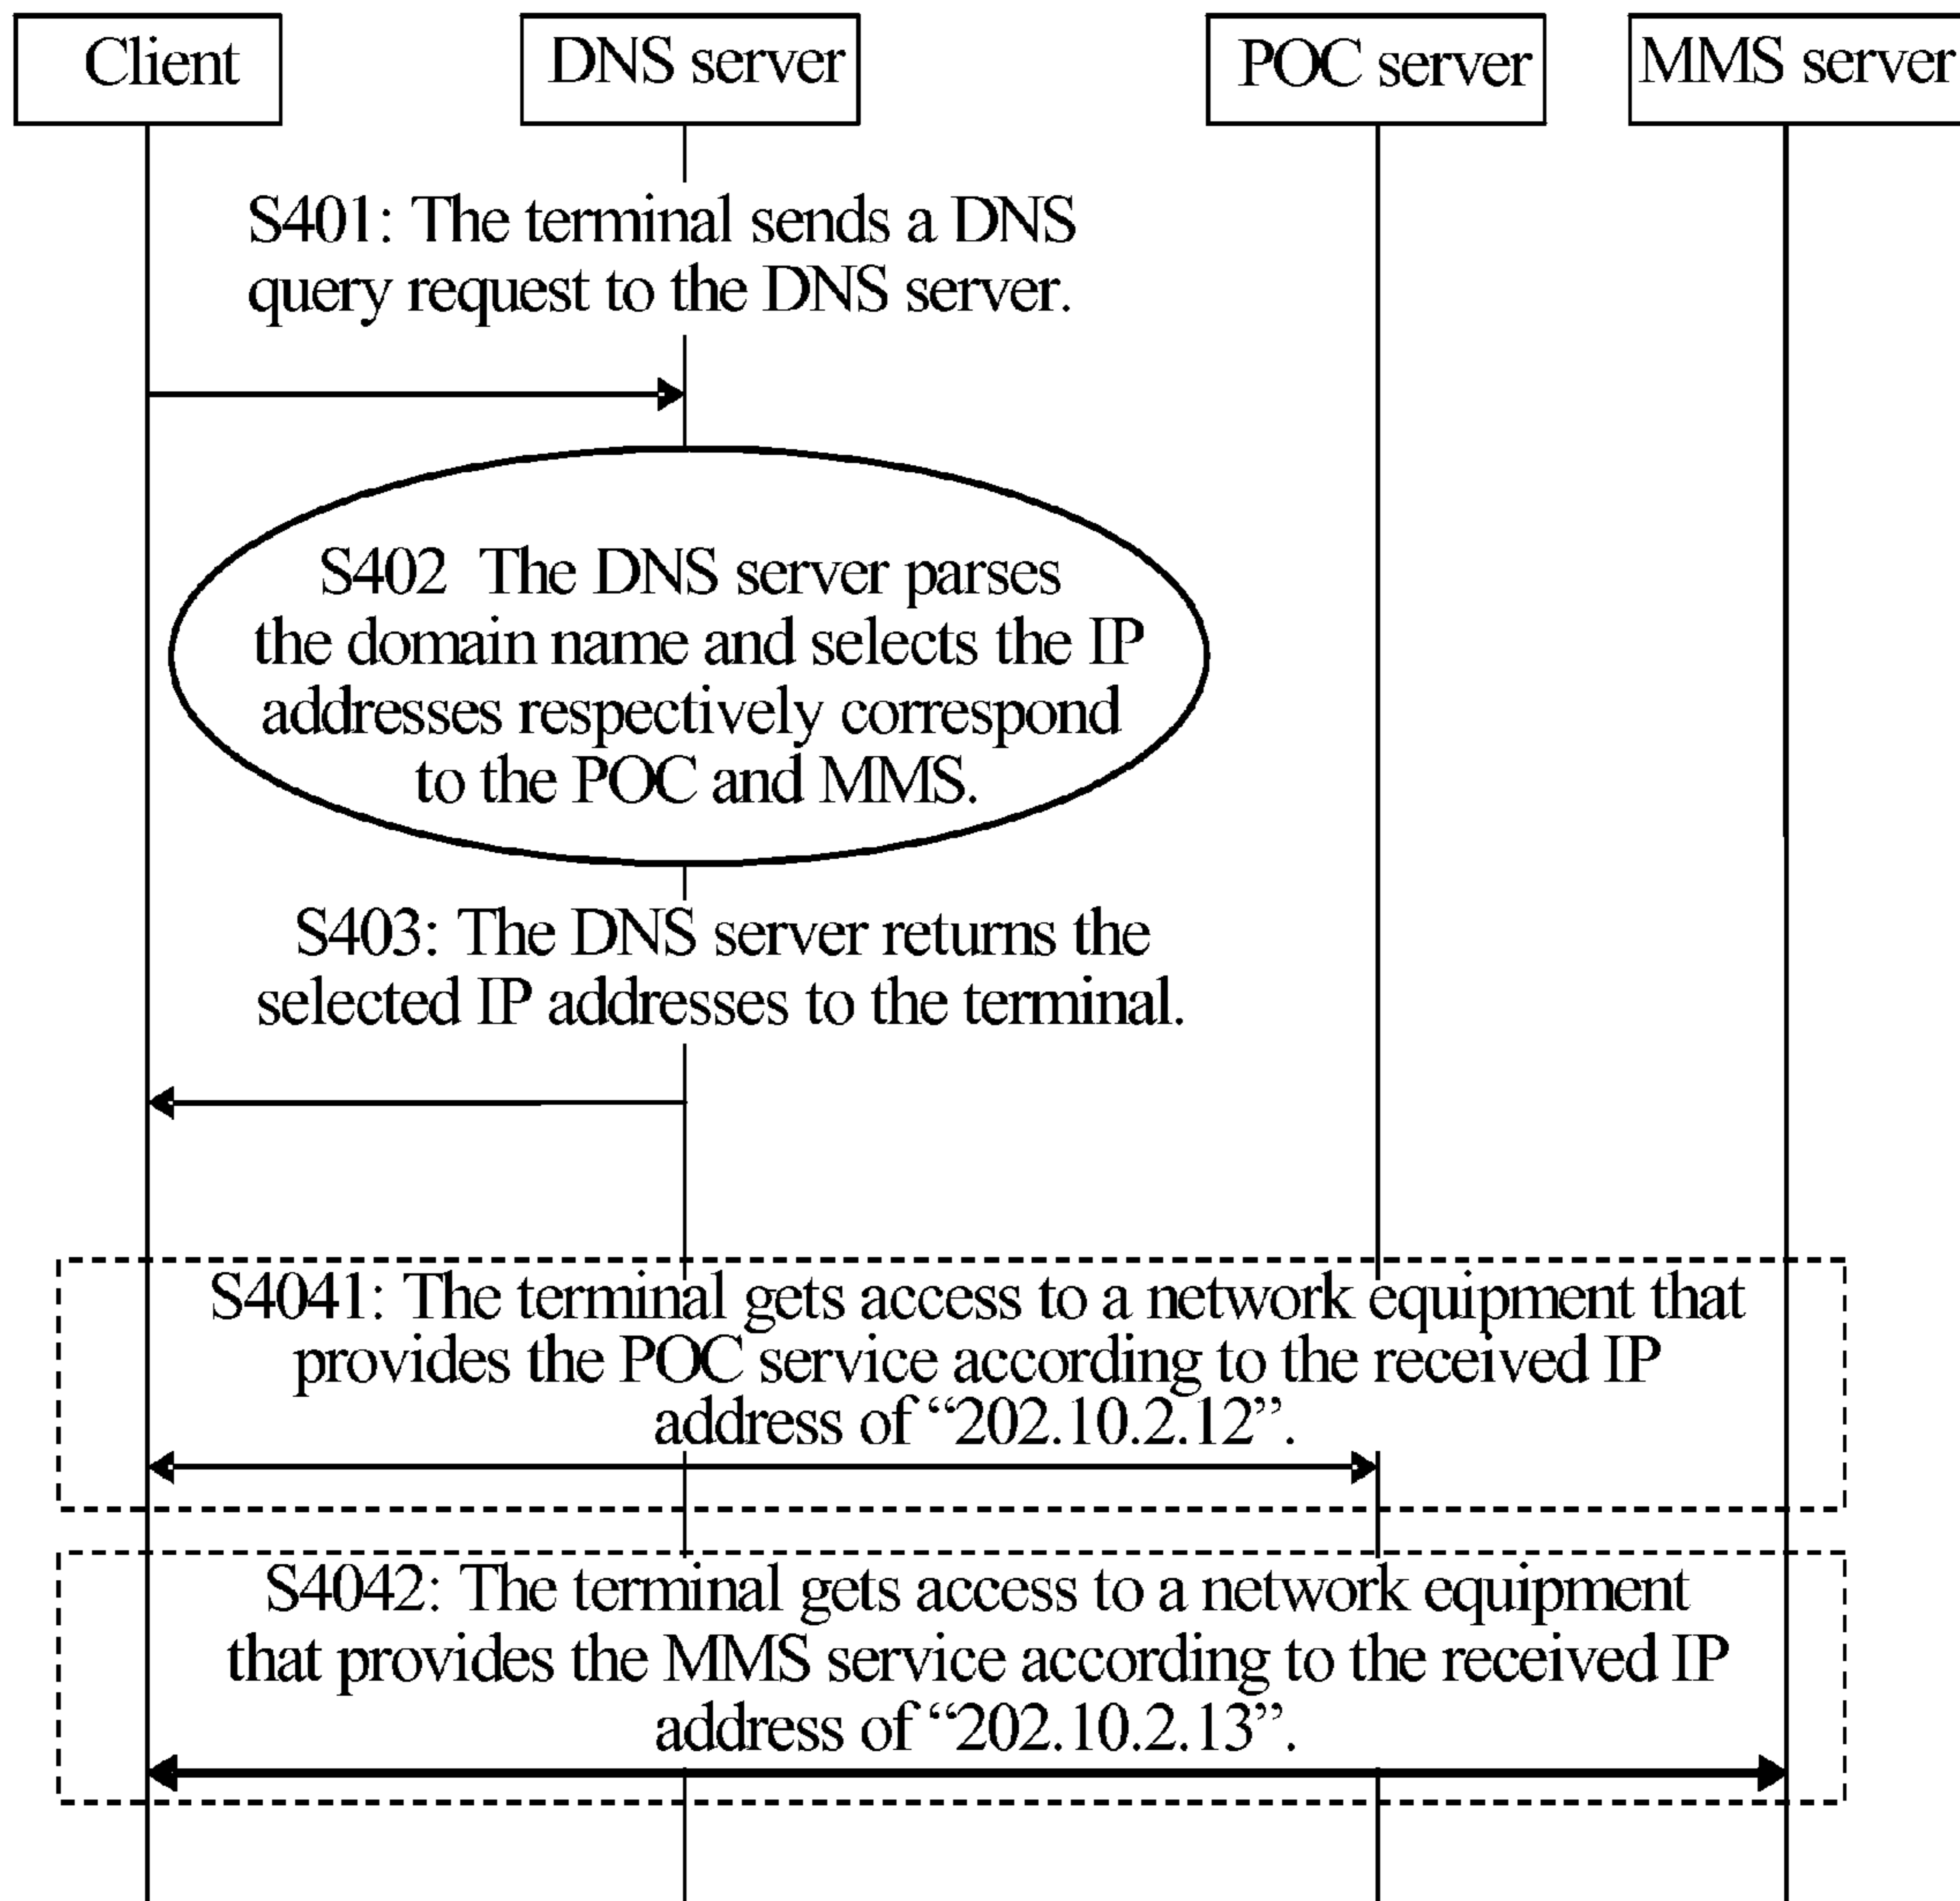 Client
DNS server
POC server
MMS server
S401: The terminal sends a DNS
query request to the DNS server.
S402 The DNS server parses
the domain name and selects the IP
addresses respectively correspond
to the POC and MMS.
S403: The DNS server returns the
selected IP addresses to the terminal.
S4041: The terminal gets access to a network equipment that
provides the POC service according to the received IP
address of “202.10.2.12”.
S4042: The terminal gets access to a network equipment
that provides the MMS service according to the received IP
address of “202.10.2.13”.